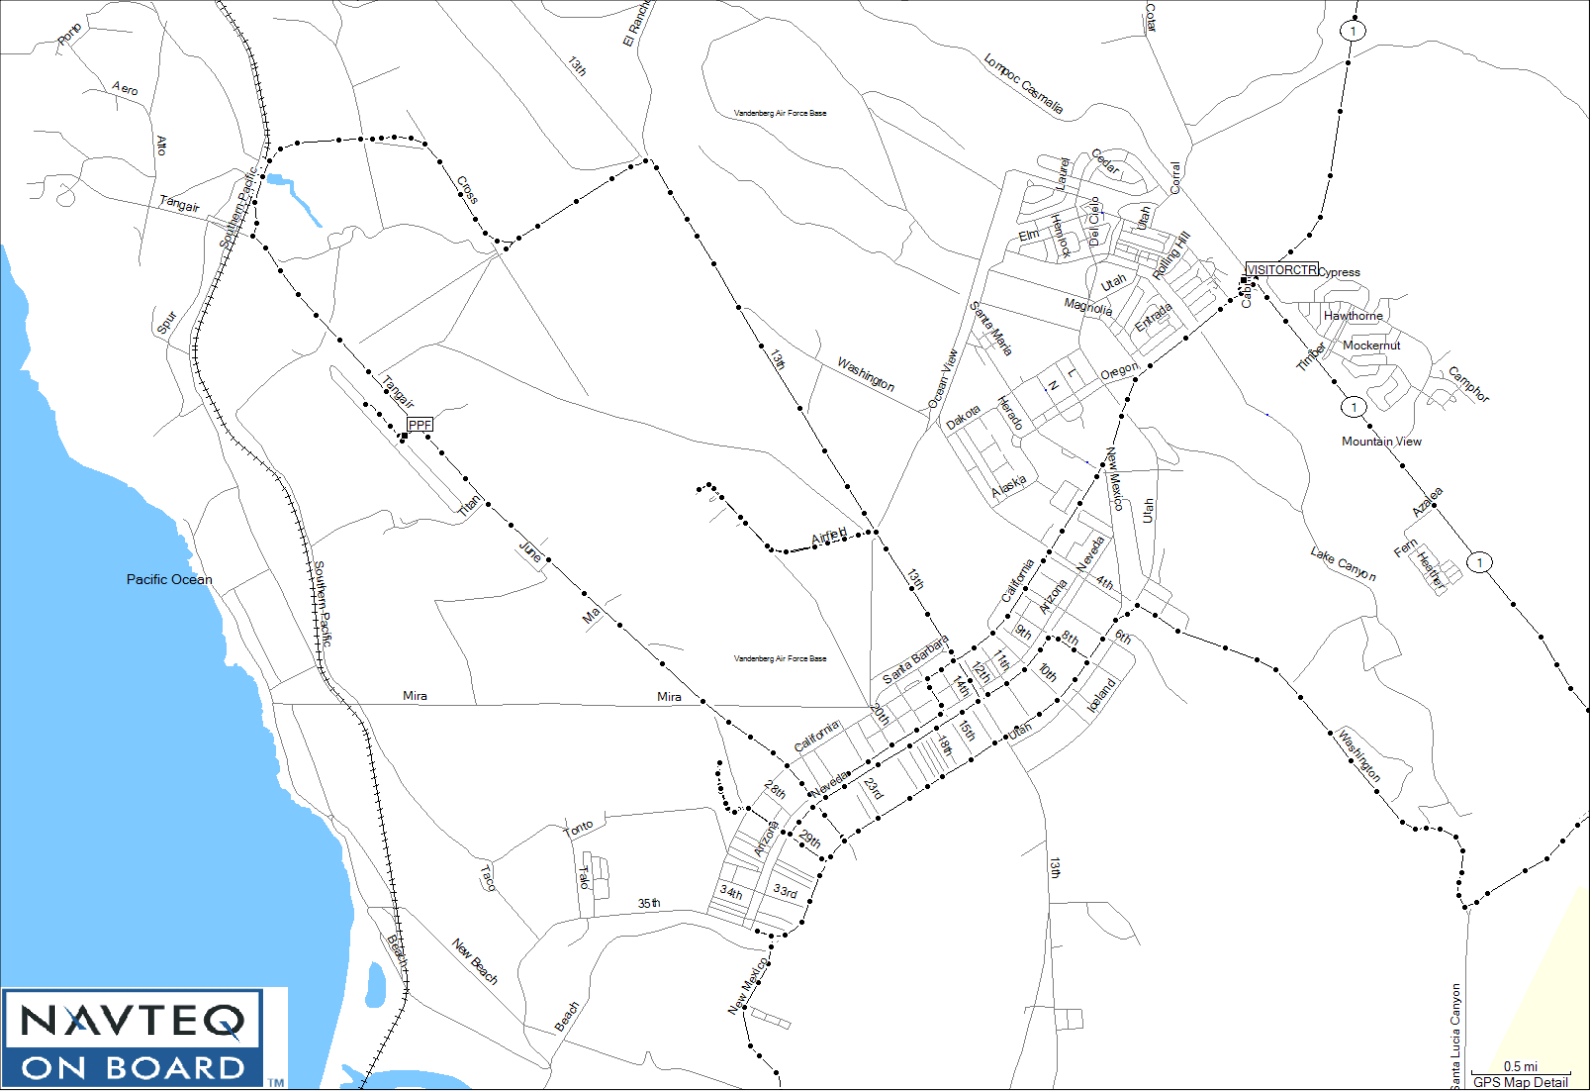 Porto
El Ranch
Cotar
1
13th
Lompoc Casmalia
Aero
Vandenberg Air Force Base
Alto
Cedar
Laurel
Corral
Cross
Southern Pacific
Tangair
Del Cielo
Utah
Elm
Hemlock
Rolling Hill
VISITORCTR
Cypress
Utah
Cab
Magnolia
Entrada
Hawthorne
Spur
Santa Maria
Mockernut
Timber
13th
Washington
Ocean View
Oregon
L
N
Camphor
Tangair
1
Herado
Dakota
PPF
Mountain View
New Mexico
Alaska
Titan
Utah
Azalea
Airfield
June
Neveda
Fern
Heather
Lake Canyon
1
Pacific Ocean
Southern Pacific
13th
California
Arizona
4th
Ma
9th
8th
6th
Santa Barbara
11th
Vandenberg Air Force Base
12th
10th
14th
Iceland
Mira
Mira
20th
15th
Utah
California
18th
Washington
Neveda
28th
23rd
Tonto
Arizona
29th
13th
Taco
Talo
34th
33rd
35th
Beach
New Beach
New Mexico
Beach
Santa Lucia Canyon
NAVTEQ
ON BOARD
TM
0.5 mi
GPS Map Detail